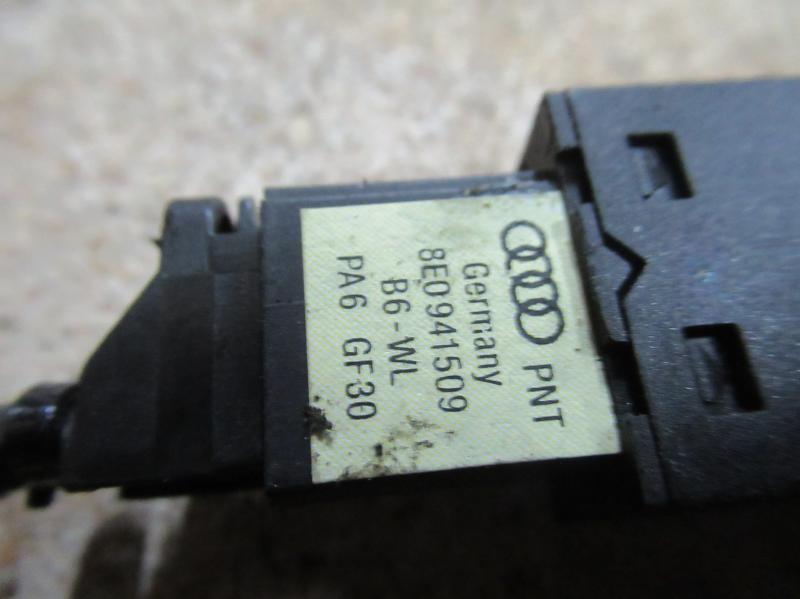 PNT
Germany
8E0941509
B6-WL
PA6 GF30